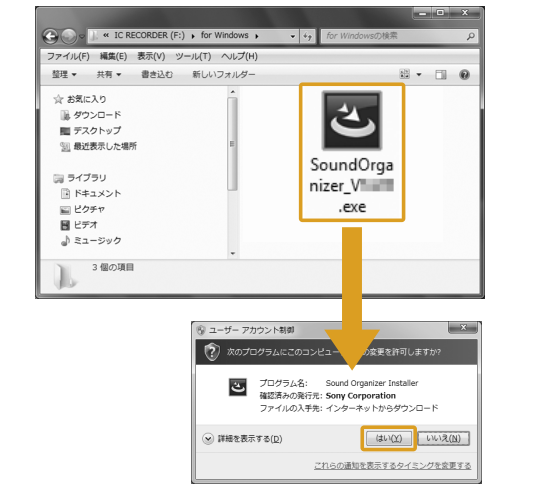 « IC RECORDER (F:) ▸ for Windows ▸
for Windowsの検索
ファイル(F) 編集(E) 表示(V) ツール(T) ヘルプ(H)
整理 ▼ 共有 ▼ 書き込む 新しいフォルダー
お気に入り
ダウンロード
デスクトップ
最近表示した場所
ライブラリ
ドキュメント
ピクチャ
ビデオ
ミュージック
SoundOrga
nizer_V
.exe
3 個の項目
ユーザー アカウント制御
次のプログラムにこのコンピュー の変更を許可しますか?
プログラム名: Sound Organizer Installer
確認済みの発行元: Sony Corporation
ファイルの入手先: インターネットからダウンロード
詳細を表示する(D)
はい(Y) いいえ(N)
これらの通知を表示するタイミングを変更する